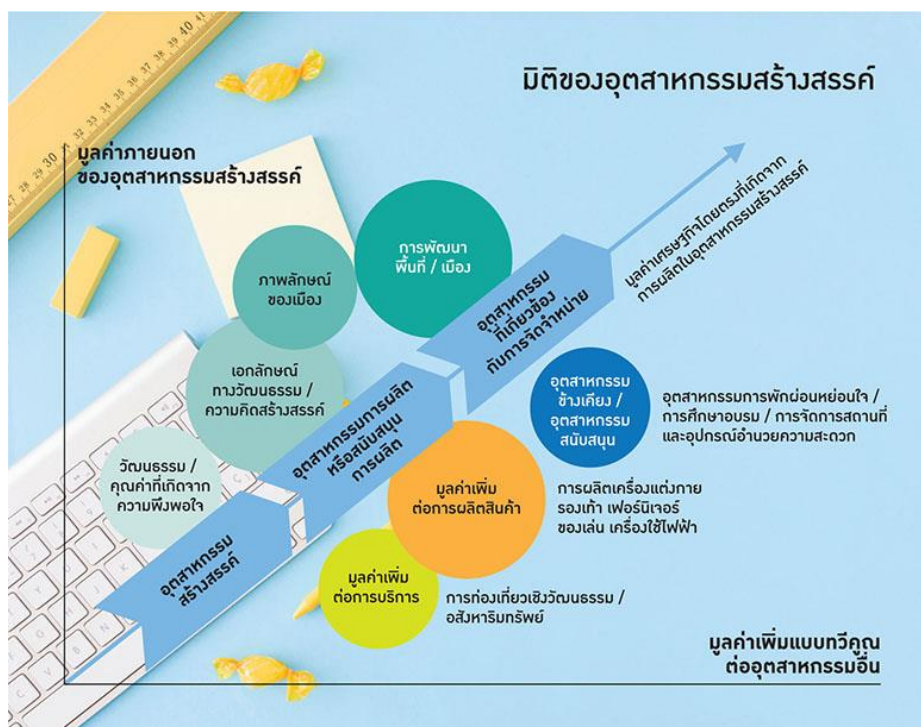 มิติของอุตสาหกรรมสร้างสรรค์
มูลค่าภายนอก
ของอุตสาหกรรมสร้างสรรค์
มูลค่าเศรษฐกิจโดยตรงที่เกิดจาก
การผลิตในอุตสาหกรรมสร้างสรรค์
การพัฒนา
พื้นที่ / เมือง
ภาพลักษณ์
ของเมือง
อุตสาหกรรม
ที่เกี่ยวข้อง
กับการจัดจำหน่าย
เอกลักษณ์
ทางวัฒนธรรม /
ความคิดสร้างสรรค์
อุตสาหกรรมการผลิต
หรือสนับสนุน
การผลิต
อุตสาหกรรม
ข้างเคียง /
อุตสาหกรรม
สนับสนุน
อุตสาหกรรมการพักผ่อนหย่อนใจ /
การศึกษาอบรม / การจัดการสถานที่
และอุปกรณ์อำนวยความสะดวก
วัฒนธรรม /
คุณค่าที่เกิดจาก
ความพึงพอใจ
มูลค่าเพิ่ม
ต่อการผลิตสินค้า
การผลิตเครื่องแต่งกาย
รองเท้า เฟอร์นิเจอร์
ของเล่น เครื่องใช้ไฟฟ้า
อุตสาหกรรม
สร้างสรรค์
มูลค่าเพิ่ม
ต่อการบริการ
การท่องเที่ยวเชิงวัฒนธรรม /
อสังหาริมทรัพย์
มูลค่าเพิ่มแบบทวีคูณ
ต่ออุตสาหกรรมอื่น